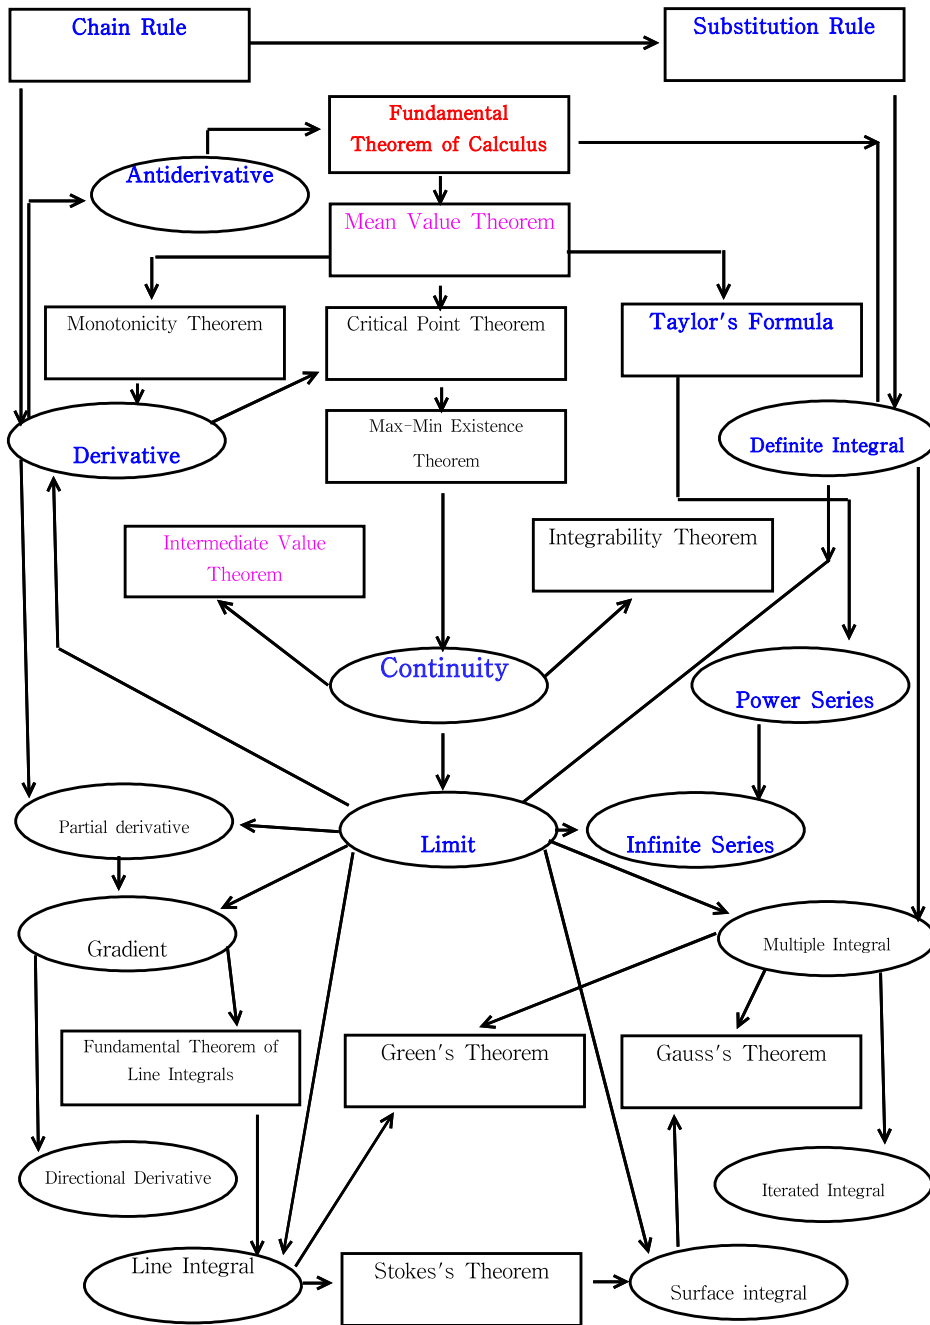 Chain Rule
Substitution Rule
Fundamental
Theorem of Calculus
Antiderivative
Mean Value Theorem
Monotonicity Theorem
Critical Point Theorem
Taylor's Formula
Max-Min Existence
Theorem
Derivative
Definite Integral
Intermediate Value
Theorem
Integrability Theorem
Continuity
Power Series
Partial derivative
Limit
Infinite Series
Gradient
Multiple Integral
Fundamental Theorem of
Line Integrals
Green's Theorem
Gauss's Theorem
Directional Derivative
Iterated Integral
Line Integral
Stokes's Theorem
Surface integral